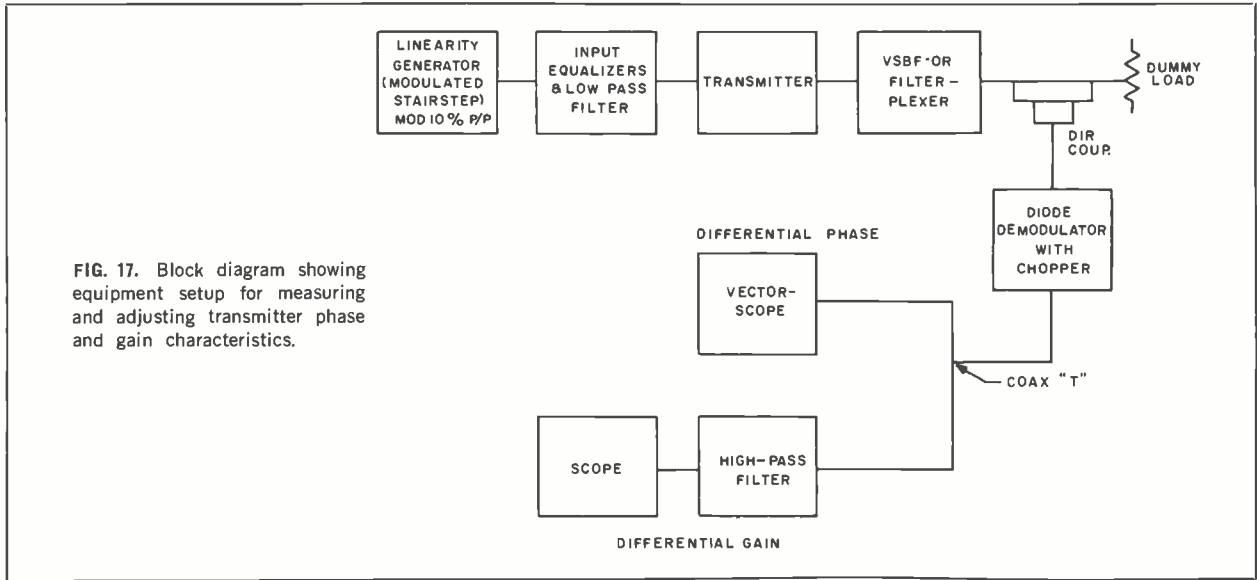 LINEARITY
GENERATOR
(MODULATED
STAIRSTEP)
MOD 10% P/P
INPUT
EQUALIZERS
& LOW PASS
FILTER
TRANSMITTER
VSBF-OR
FILTER-
PLEXER
DUMMY
LOAD
DIR
COUP.
DIODE
DEMODULATOR
WITH
CHOPPER
DIFFERENTIAL PHASE
VECTOR-
SCOPE
COAX "T"
SCOPE
HIGH-PASS
FILTER
DIFFERENTIAL GAIN
FIG. 17. Block diagram showing
equipment setup for measuring
and adjusting transmitter phase
and gain characteristics.